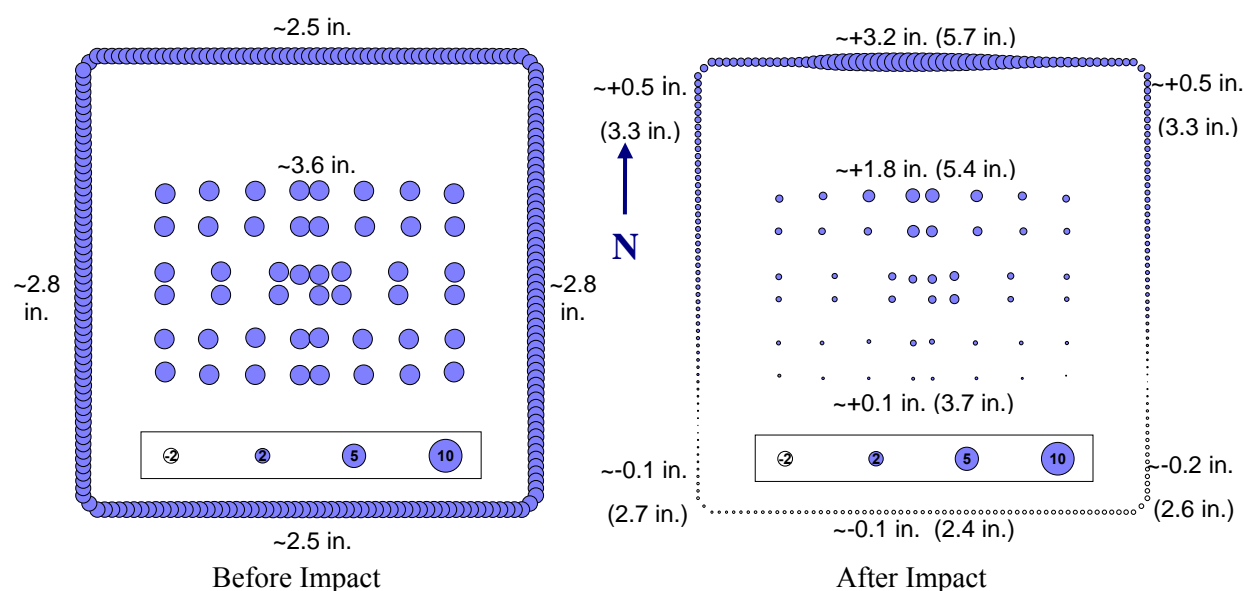 ~2.5 in.
~3.6 in.
~2.8
in.
~2.8
in.
-2 2 5 10
~2.5 in.
Before Impact
~+3.2 in. (5.7 in.)
~+0.5 in.
(3.3 in.)
~+0.5 in.
(3.3 in.)
~+1.8 in. (5.4 in.)
N
~+0.1 in. (3.7 in.)
-2 2 5 10
~-0.1 in.
(2.7 in.)
~-0.2 in.
(2.6 in.)
~-0.1 in. (2.4 in.)
After Impact